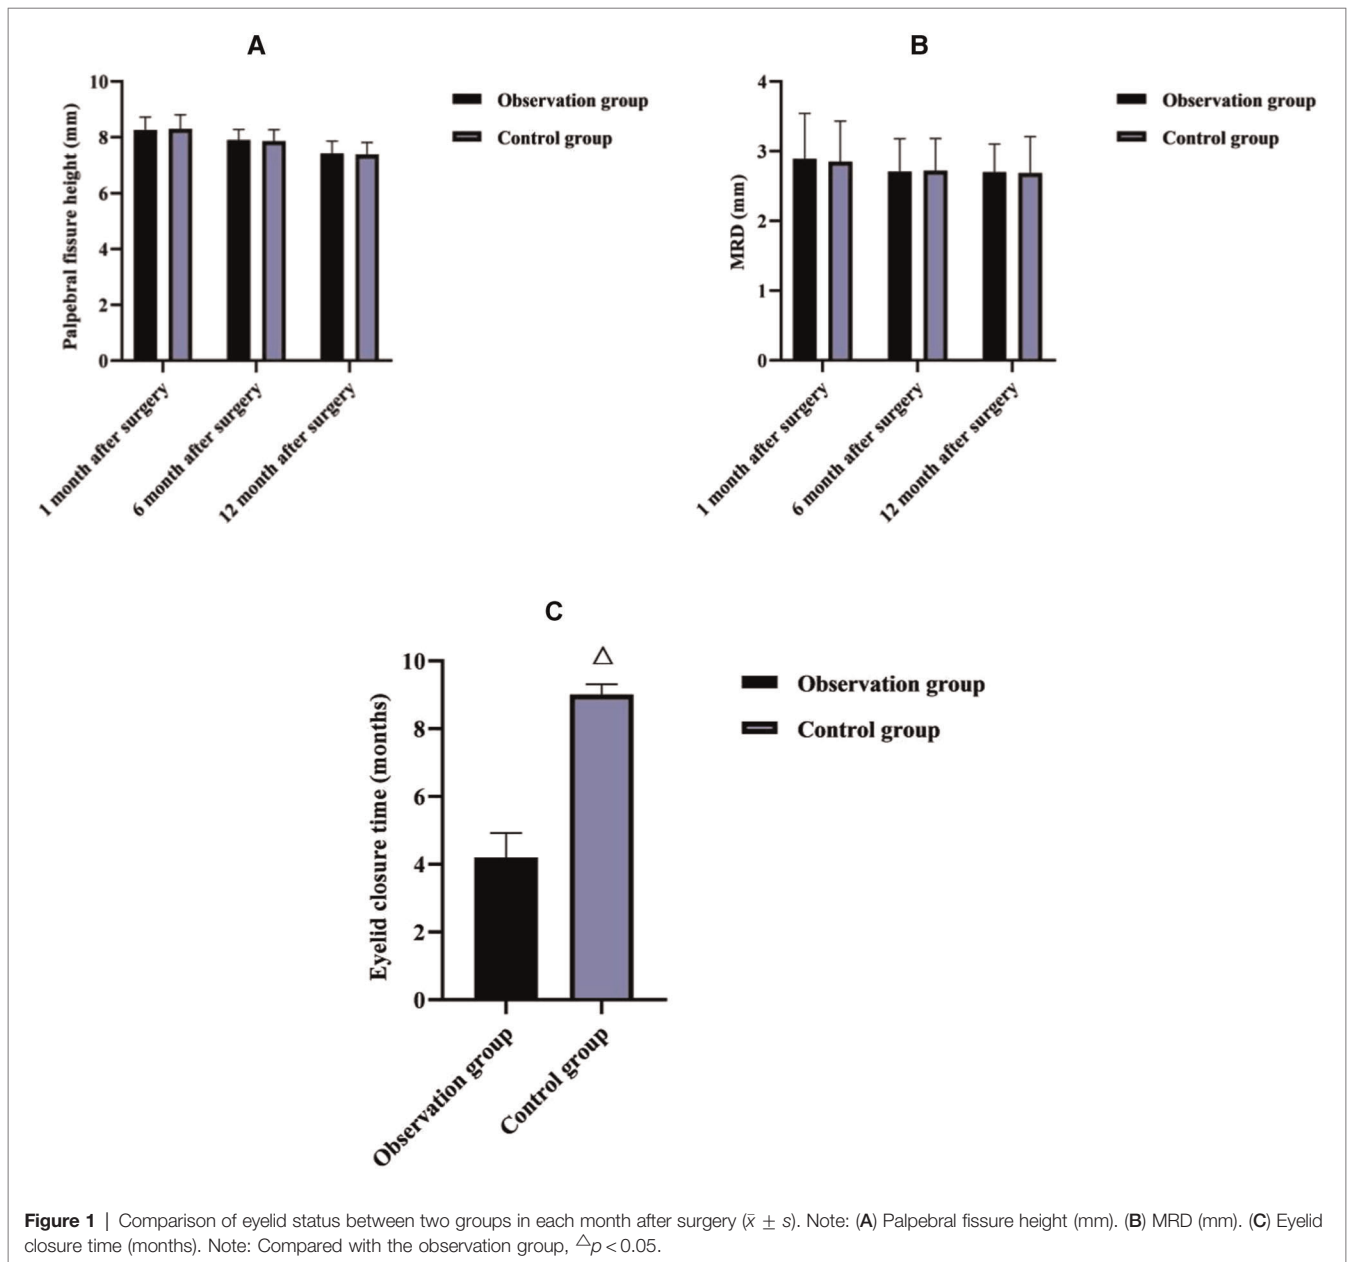 A
10
8
6
4
2
0
Palpebral fissure height (mm)
1 month after surgery
6 month after surgery
12 month after surgery
Observation group
Control group
B
4
3
2
1
0
MRD (mm)
1 month after surgery
6 month after surgery
12 month after surgery
Observation group
Control group
C
△
10
8
6
4
2
0
Eyelid closure time (months)
Observation group
Control group
Observation group
Control group
Figure 1 | Comparison of eyelid status between two groups in each month after surgery (x̄ ± s). Note: (A) Palpebral fissure height (mm). (B) MRD (mm). (C) Eyelid
closure time (months). Note: Compared with the observation group, △p < 0.05.